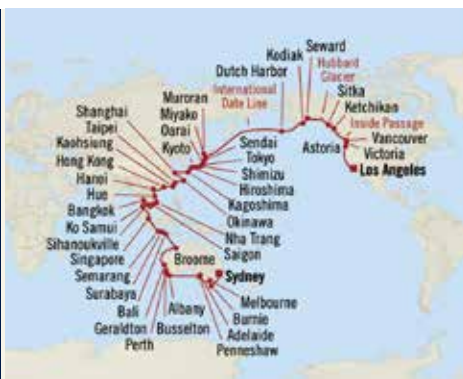 Kodiak
Seward
Hubbard
Glacier
Dutch Harbor
Sitka
Ketchikan
Inside Passage
International
Date Line
Vancouver
Victoria
Astoria
Los Angeles
Muroran
Miyako
Oarai
Kyoto
Shanghai
Taipei
Kaohsiung
Hong Kong
Hanoi
Hue
Bangkok
Ko Samui
Sihanoukville
Singapore
Semarang
Surabaya
Bali
Geraldton
Perth
Sendai
Tokyo
Shimizu
Hiroshima
Kagoshima
Okinawa
Nha Trang
Saigon
Broome
Sydney
Albany
Busselton
Melbourne
Burnie
Adelaide
Penneshaw